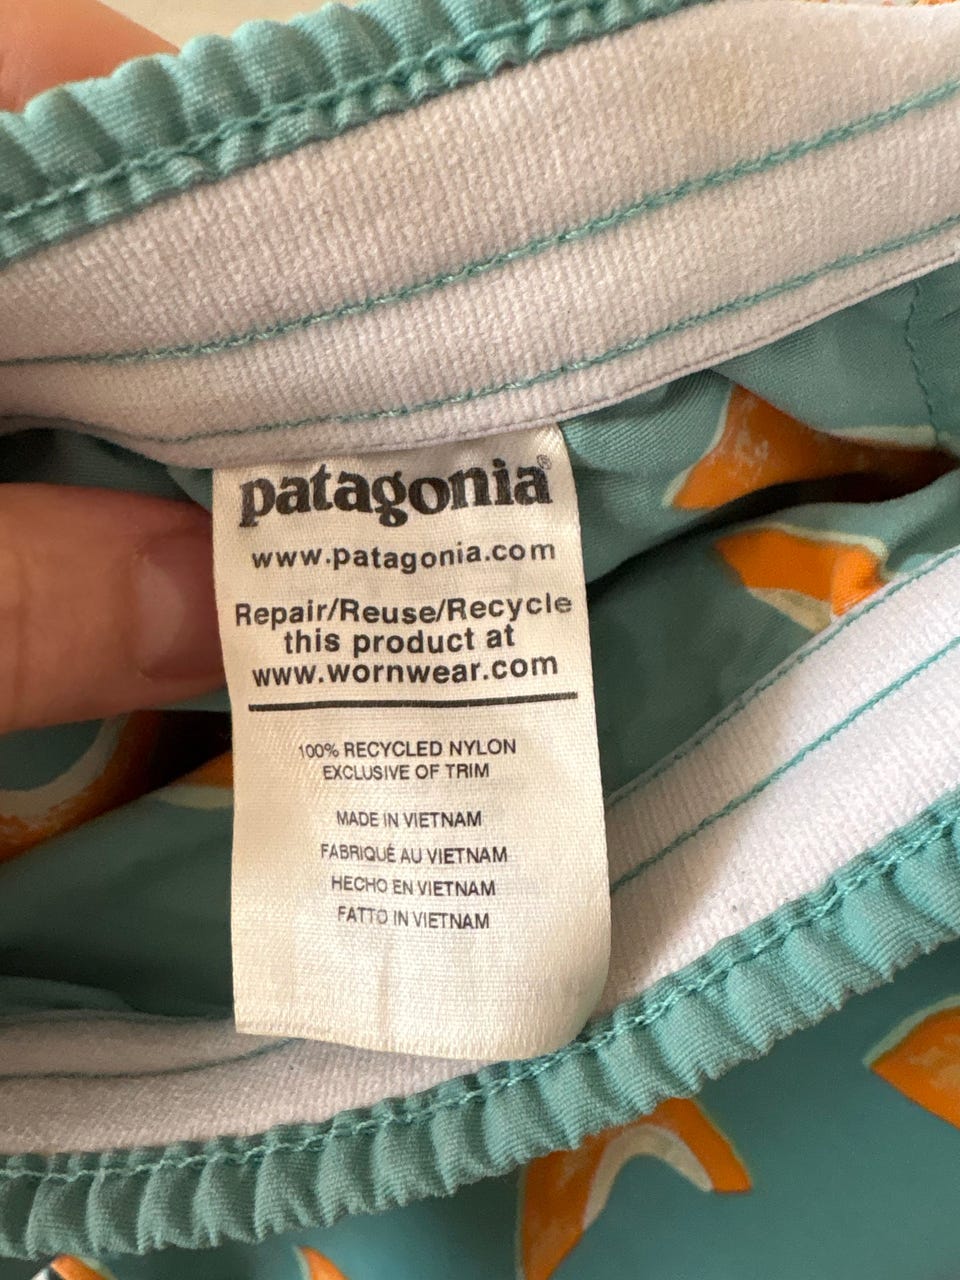 patagonia®
www.patagonia.com
Repair/Reuse/Recycle
this product at
www.wornwear.com
100% RECYCLED NYLON
EXCLUSIVE OF TRIM
MADE IN VIETNAM
FABRIQUÉ AU VIETNAM
HECHO EN VIETNAM
FATTO IN VIETNAM